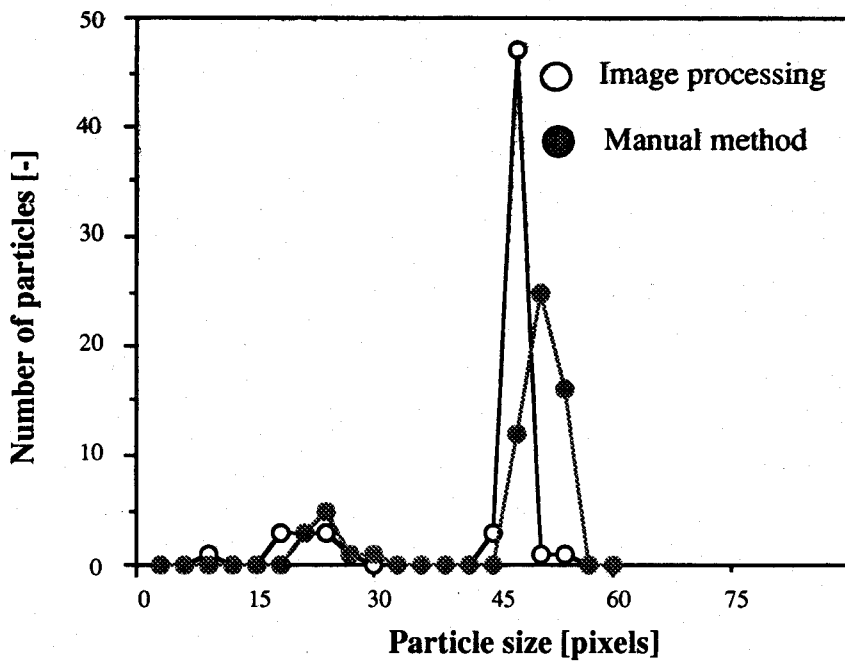 50
40
30
20
10
0
Number of particles [-]
Image processing
Manual method
0 15 30 45 60 75
Particle size [pixels]